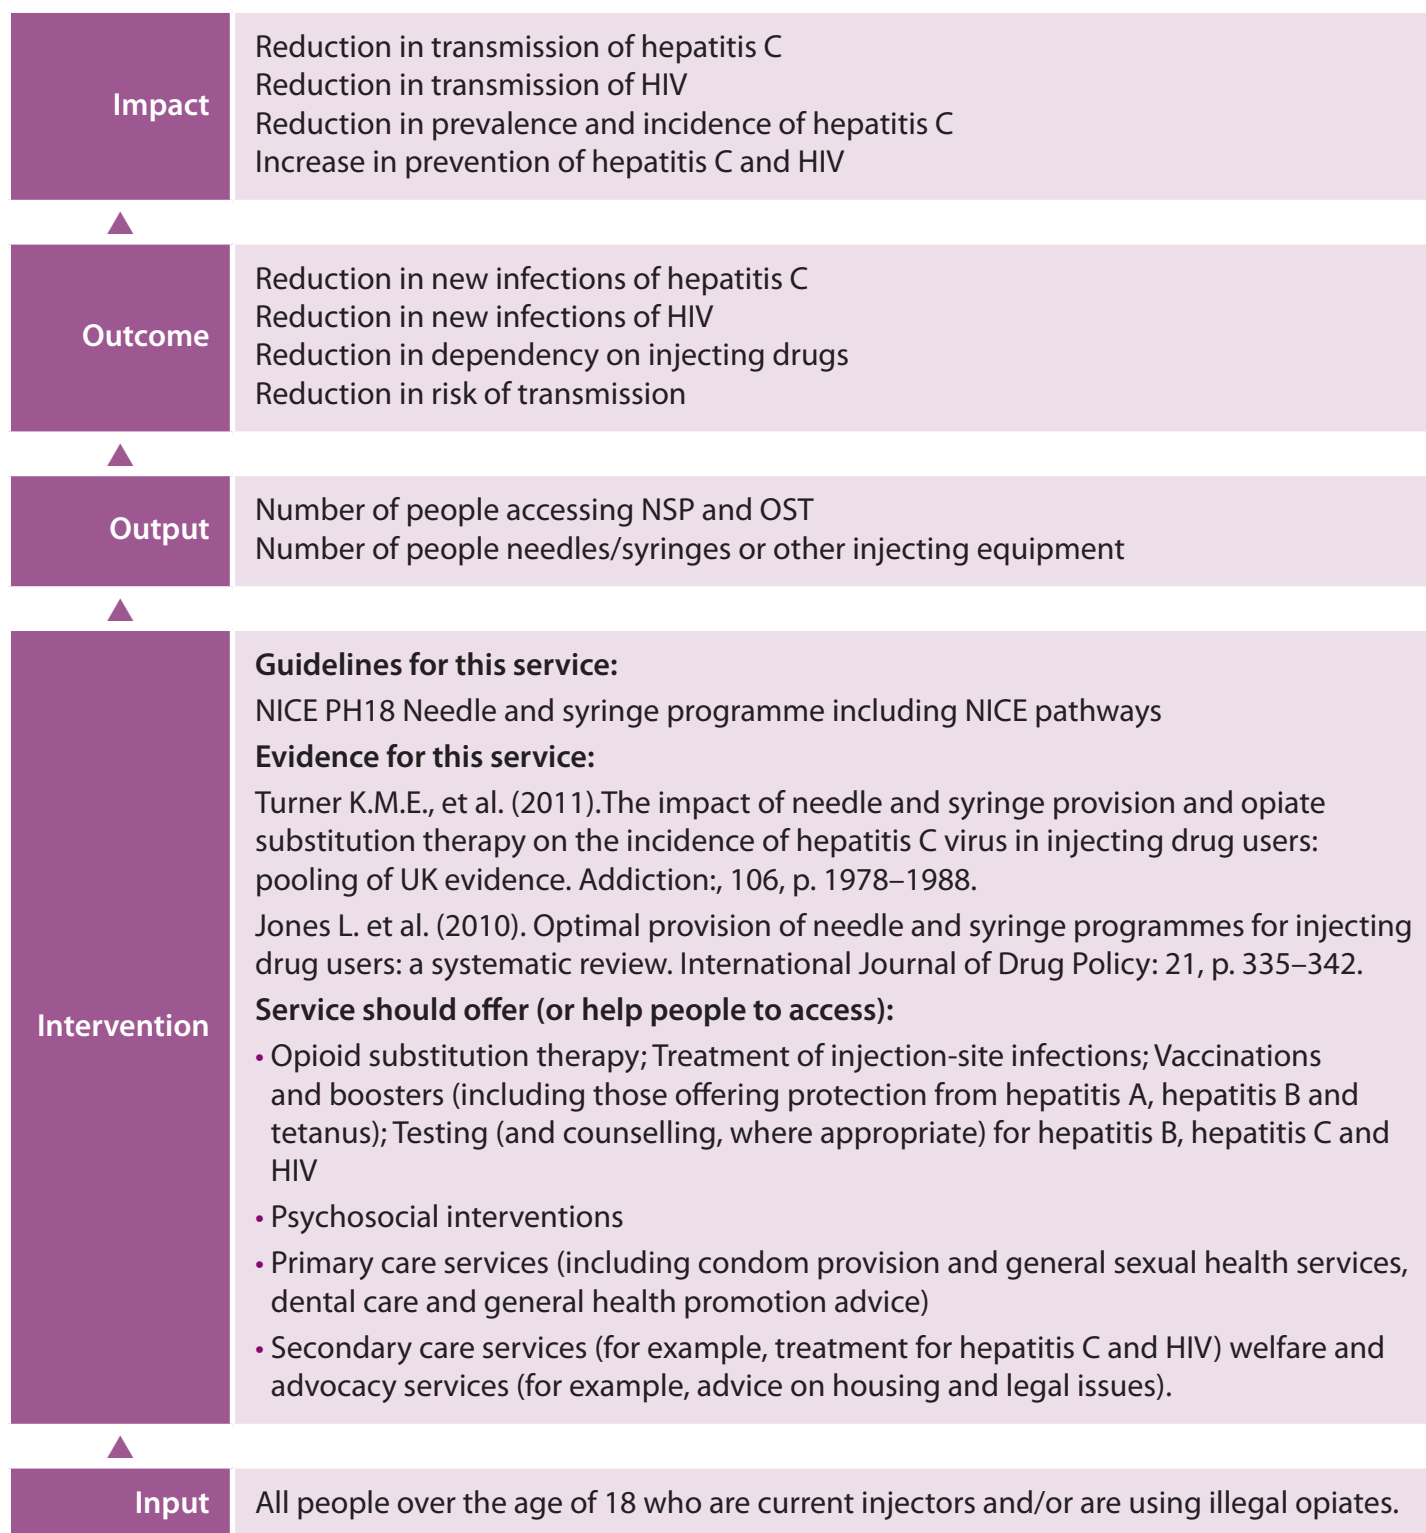 Impact
Reduction in transmission of hepatitis C
Reduction in transmission of HIV
Reduction in prevalence and incidence of hepatitis C
Increase in prevention of hepatitis C and HIV
Outcome
Reduction in new infections of hepatitis C
Reduction in new infections of HIV
Reduction in dependency on injecting drugs
Reduction in risk of transmission
Output
Number of people accessing NSP and OST
Number of people needles/syringes or other injecting equipment
Intervention
Guidelines for this service:
NICE PH18 Needle and syringe programme including NICE pathways
Evidence for this service:
Turner K.M.E., et al. (2011).The impact of needle and syringe provision and opiate
substitution therapy on the incidence of hepatitis C virus in injecting drug users:
pooling of UK evidence. Addiction:, 106, p. 1978–1988.
Jones L. et al. (2010). Optimal provision of needle and syringe programmes for injecting
drug users: a systematic review. International Journal of Drug Policy: 21, p. 335–342.
Service should offer (or help people to access):
• Opioid substitution therapy; Treatment of injection-site infections; Vaccinations
and boosters (including those offering protection from hepatitis A, hepatitis B and
tetanus); Testing (and counselling, where appropriate) for hepatitis B, hepatitis C and
HIV
• Psychosocial interventions
• Primary care services (including condom provision and general sexual health services,
dental care and general health promotion advice)
• Secondary care services (for example, treatment for hepatitis C and HIV) welfare and
advocacy services (for example, advice on housing and legal issues).
Input
All people over the age of 18 who are current injectors and/or are using illegal opiates.